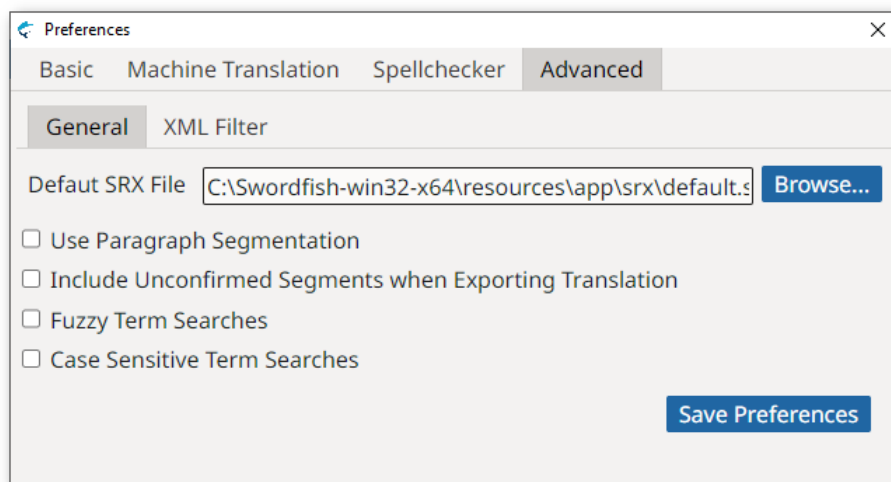 Preferences
Basic Machine Translation Spellchecker Advanced
General XML Filter
Defaut SRX File C:\Swordfish-win32-x64\resources\app\srx\default.s Browse...
Use Paragraph Segmentation
Include Unconfirmed Segments when Exporting Translation
Fuzzy Term Searches
Case Sensitive Term Searches
Save Preferences